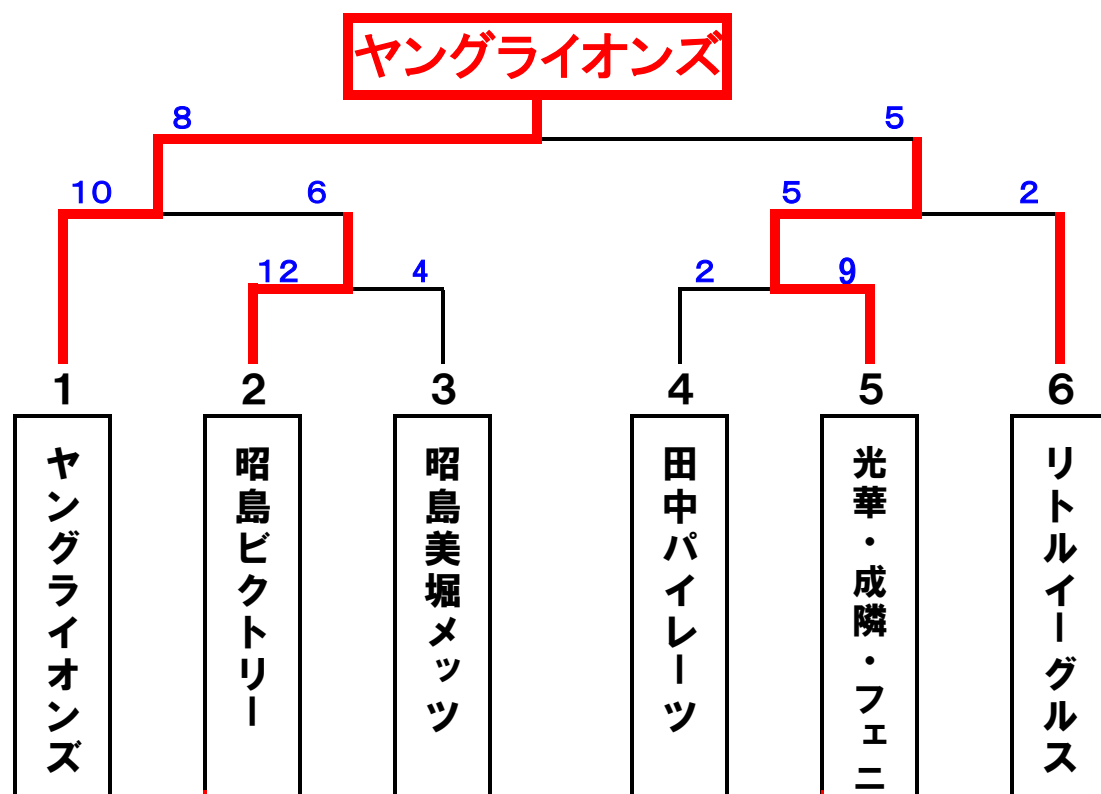 ヤングライオンズ
8 5
10 6 5 2
12 4 2 9
1 2 3 4 5 6
ヤングライオンズ
昭島ビクトリー
昭島美堀メッツ
田中パイレーツ
光華・成隣・フェニ
リトルイーグルス